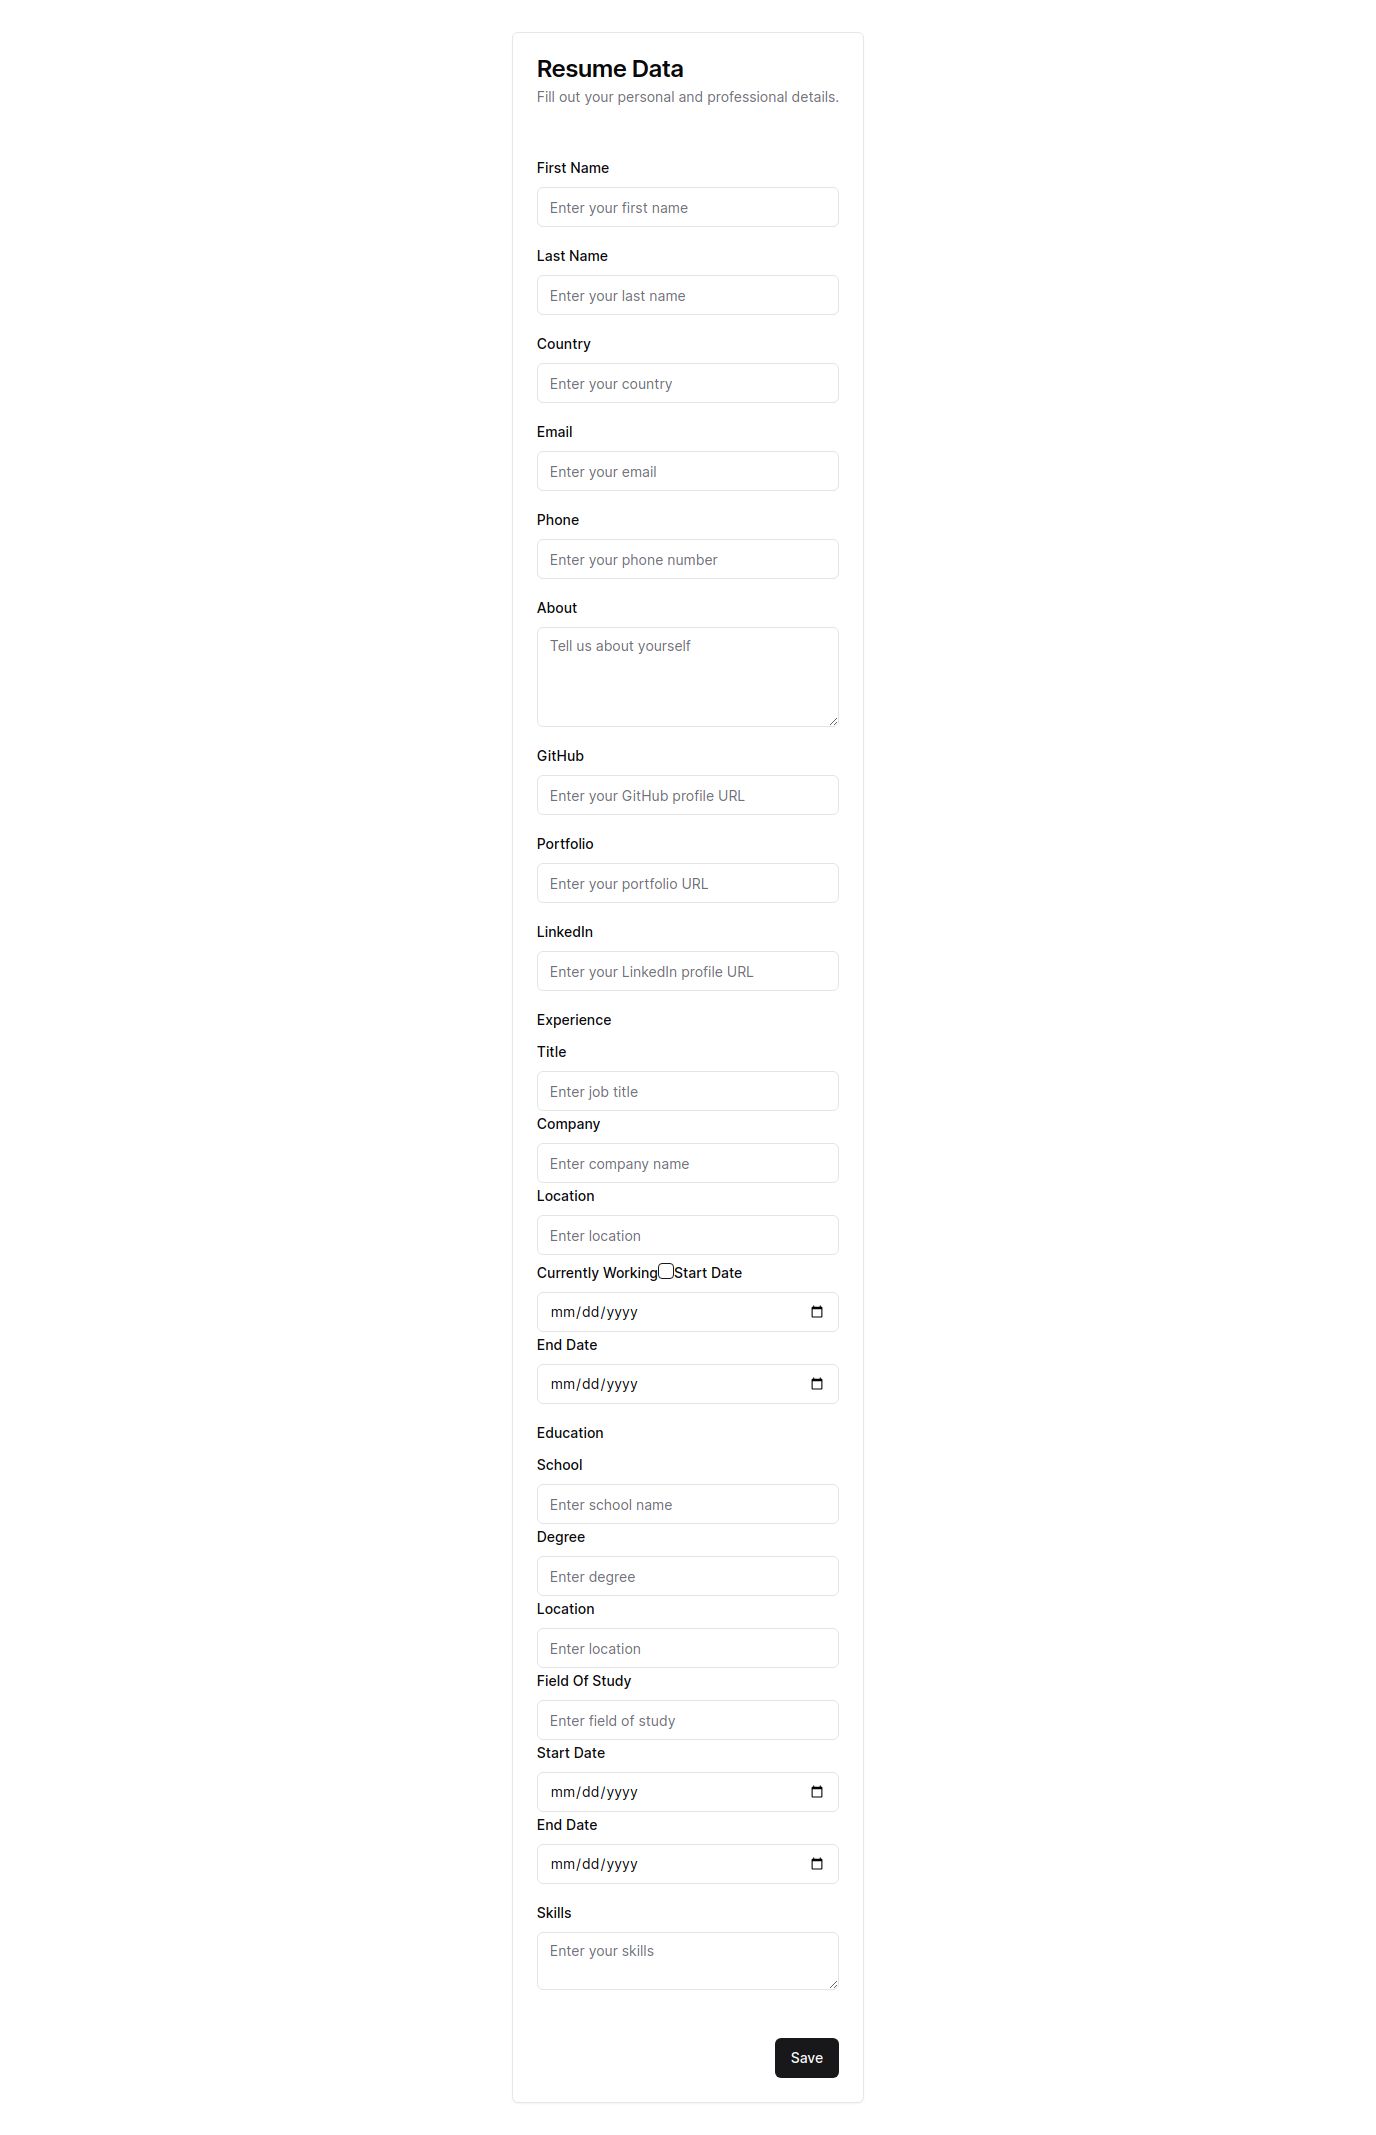 Resume Data
Fill out your personal and professional details.
First Name
Enter your first name
Last Name
Enter your last name
Country
Enter your country
Email
Enter your email
Phone
Enter your phone number
About
Tell us about yourself
GitHub
Enter your GitHub profile URL
Portfolio
Enter your portfolio URL
LinkedIn
Enter your LinkedIn profile URL
Experience
Title
Enter job title
Company
Enter company name
Location
Enter location
Currently Working Start Date
mm/dd/yyyy
End Date
mm/dd/yyyy
Education
School
Enter school name
Degree
Enter degree
Location
Enter location
Field Of Study
Enter field of study
Start Date
mm/dd/yyyy
End Date
mm/dd/yyyy
Skills
Enter your skills
Save